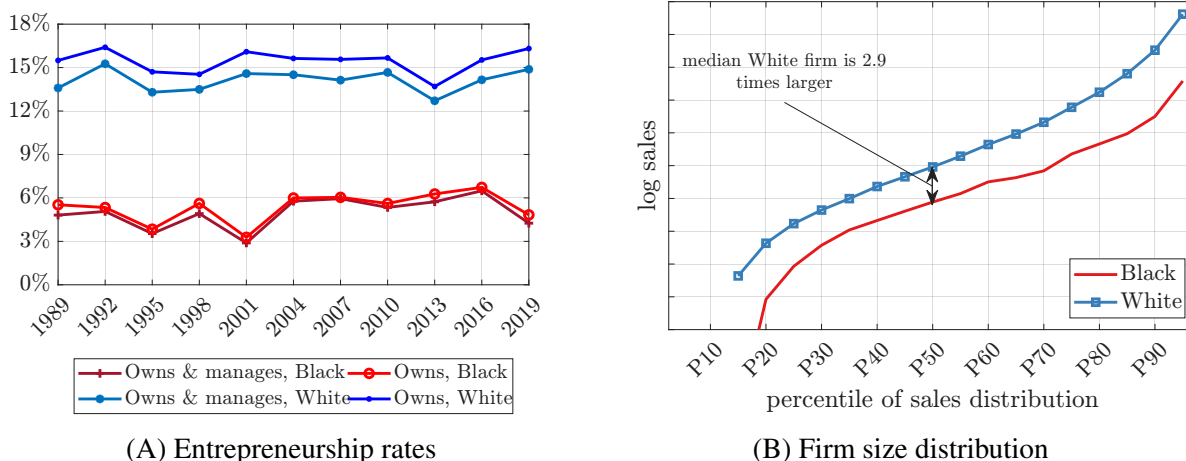 18%
15%
12%
9%
6%
3%
0%
1989 1992 1995 1998 2001 2004 2007 2010 2013 2016 2019
Owns & manages, Black Owns, Black
Owns & manages, White Owns, White
(A) Entrepreneurship rates
log sales
median White firm is 2.9
times larger
Black
White
P10 P20 P30 P40 P50 P60 P70 P80 P90
percentile of sales distribution
(B) Firm size distribution